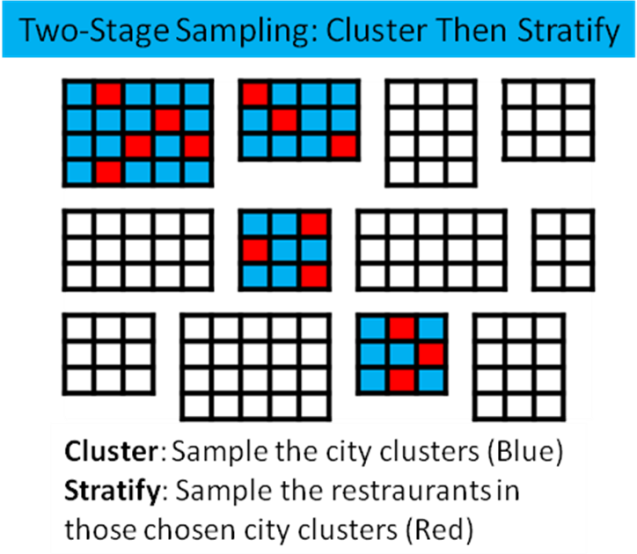 Two-Stage Sampling: Cluster Then Stratify
Cluster: Sample the city clusters (Blue)
Stratify: Sample the restraurants in
those chosen city clusters (Red)